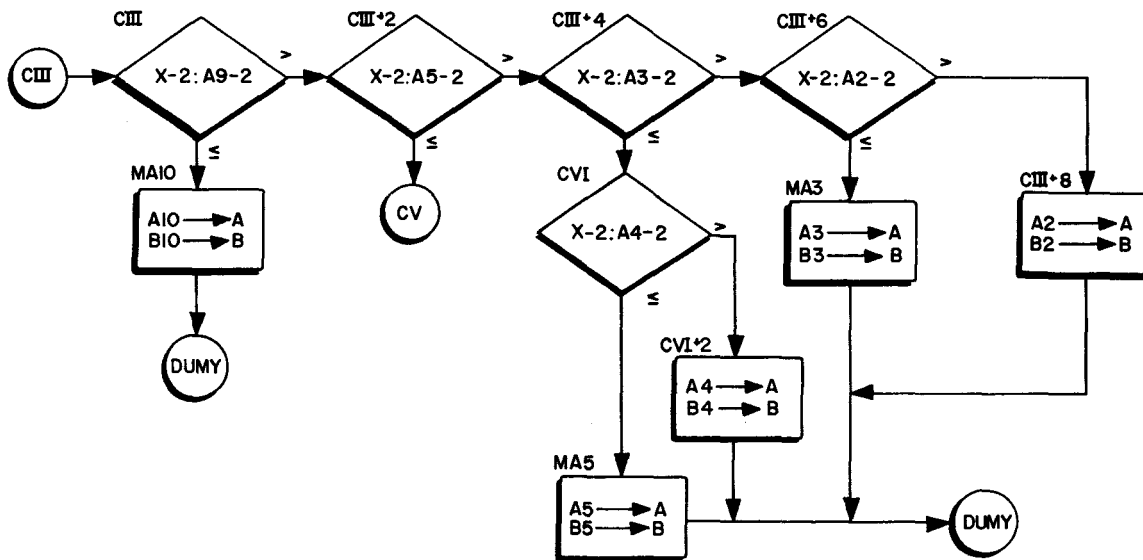 CIII
CIII+2
CIII+4
CIII+6
CIII
X-2:A9-2
>
X-2:A5-2
>
X-2:A3-2
>
X-2:A2-2
>
≤
≤
≤
≤
MA10
A10 → A
B10 → B
CV
CVI
X-2:A4-2
>
≤
MA3
A3 → A
B3 → B
CIII+8
A2 → A
B2 → B
DUMY
CVI+2
A4 → A
B4 → B
MA5
A5 → A
B5 → B
DUMY